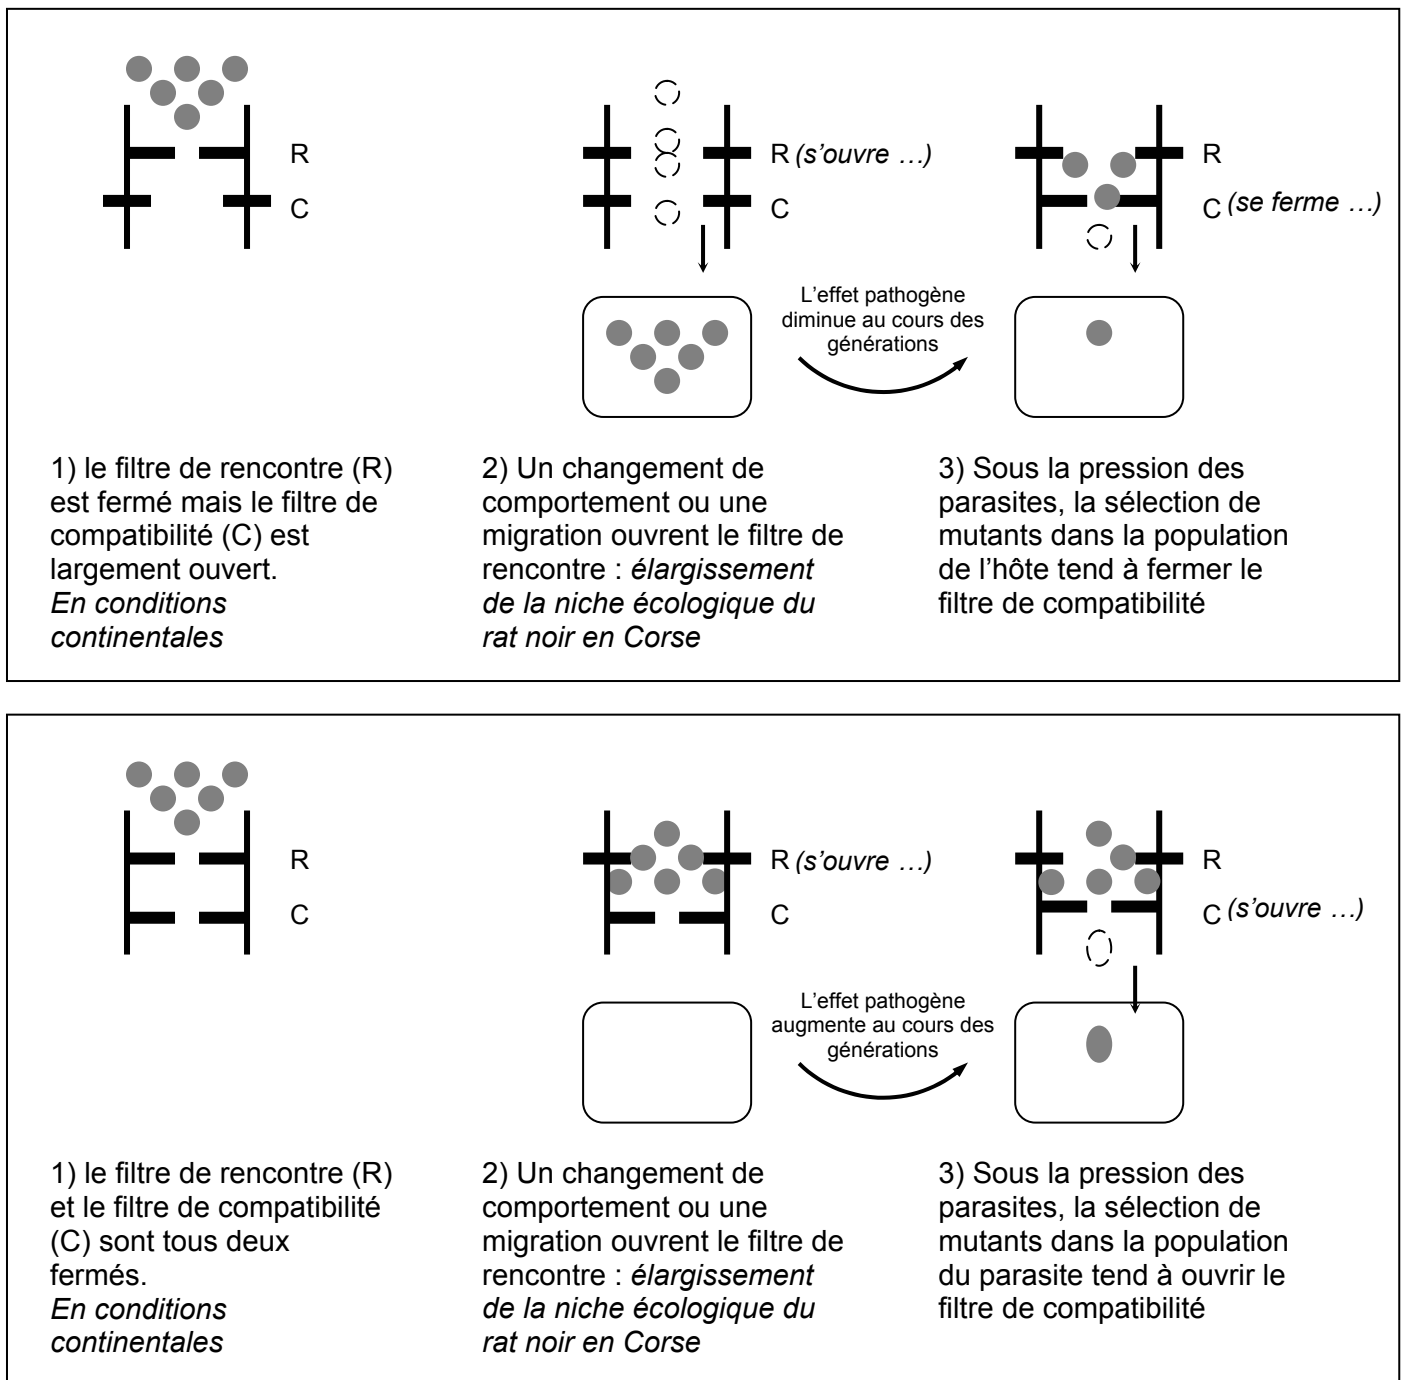 R
C
R (s'ouvre …)
C
R
C (se ferme …)
L'effet pathogène
diminue au cours des
générations
1) le filtre de rencontre (R)
est fermé mais le filtre de
compatibilité (C) est
largement ouvert.
En conditions
continentales
2) Un changement de
comportement ou une
migration ouvrent le filtre de
rencontre : élargissement
de la niche écologique du
rat noir en Corse
3) Sous la pression des
parasites, la sélection de
mutants dans la population
de l'hôte tend à fermer le
filtre de compatibilité
R
C
R (s'ouvre …)
C
R
C (s'ouvre …)
L'effet pathogène
augmente au cours des
générations
1) le filtre de rencontre (R)
et le filtre de compatibilité
(C) sont tous deux
fermés.
En conditions
continentales
2) Un changement de
comportement ou une
migration ouvrent le filtre de
rencontre : élargissement
de la niche écologique du
rat noir en Corse
3) Sous la pression des
parasites, la sélection de
mutants dans la population
du parasite tend à ouvrir le
filtre de compatibilité